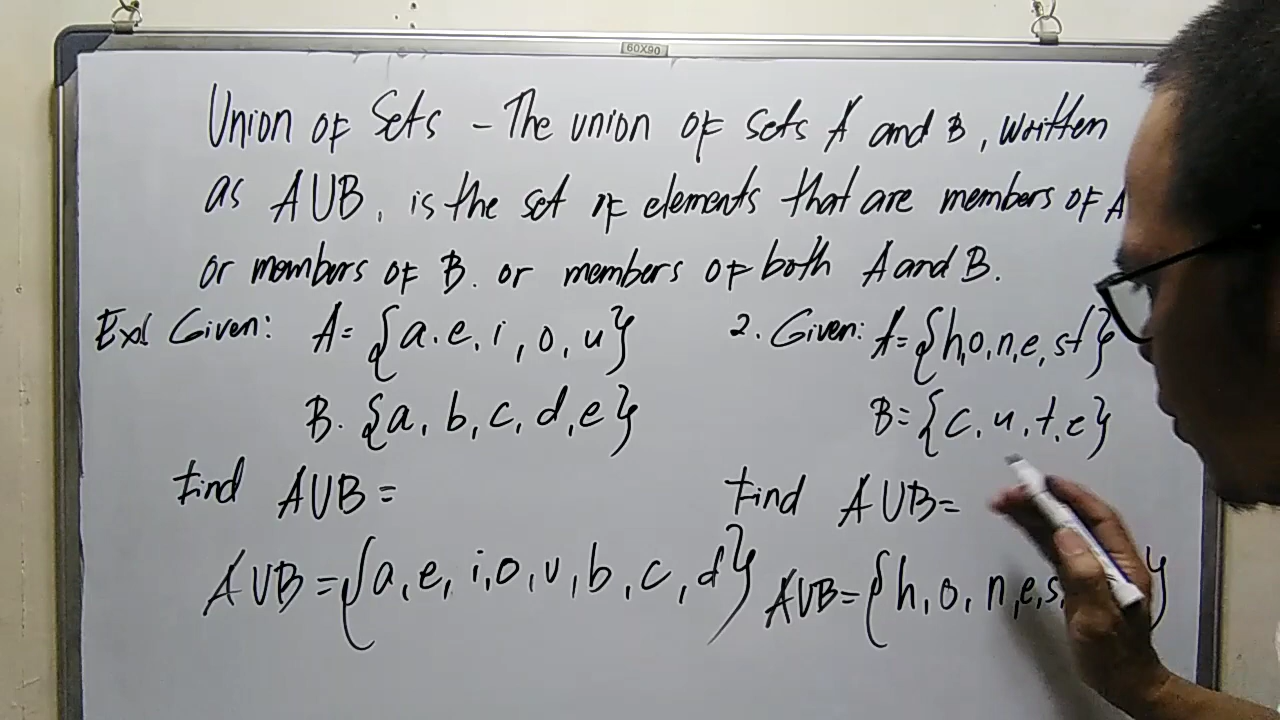 60X90
Union of Sets - The union of sets A and B, written
as AUB, is the set of elements that are members of A
or members of B. or members of both A and B.
Ex1 Given: A= {a.e, i, o, u}
B. {a, b, c, d, e}
Find AUB =
AUB = {a, e, i, o, u, b, c, d}
2. Given: A= {h, o, n, e, s t}
B= {c, u, t, e}
Find AUB=
AUB= {h, o, n, e, s, }